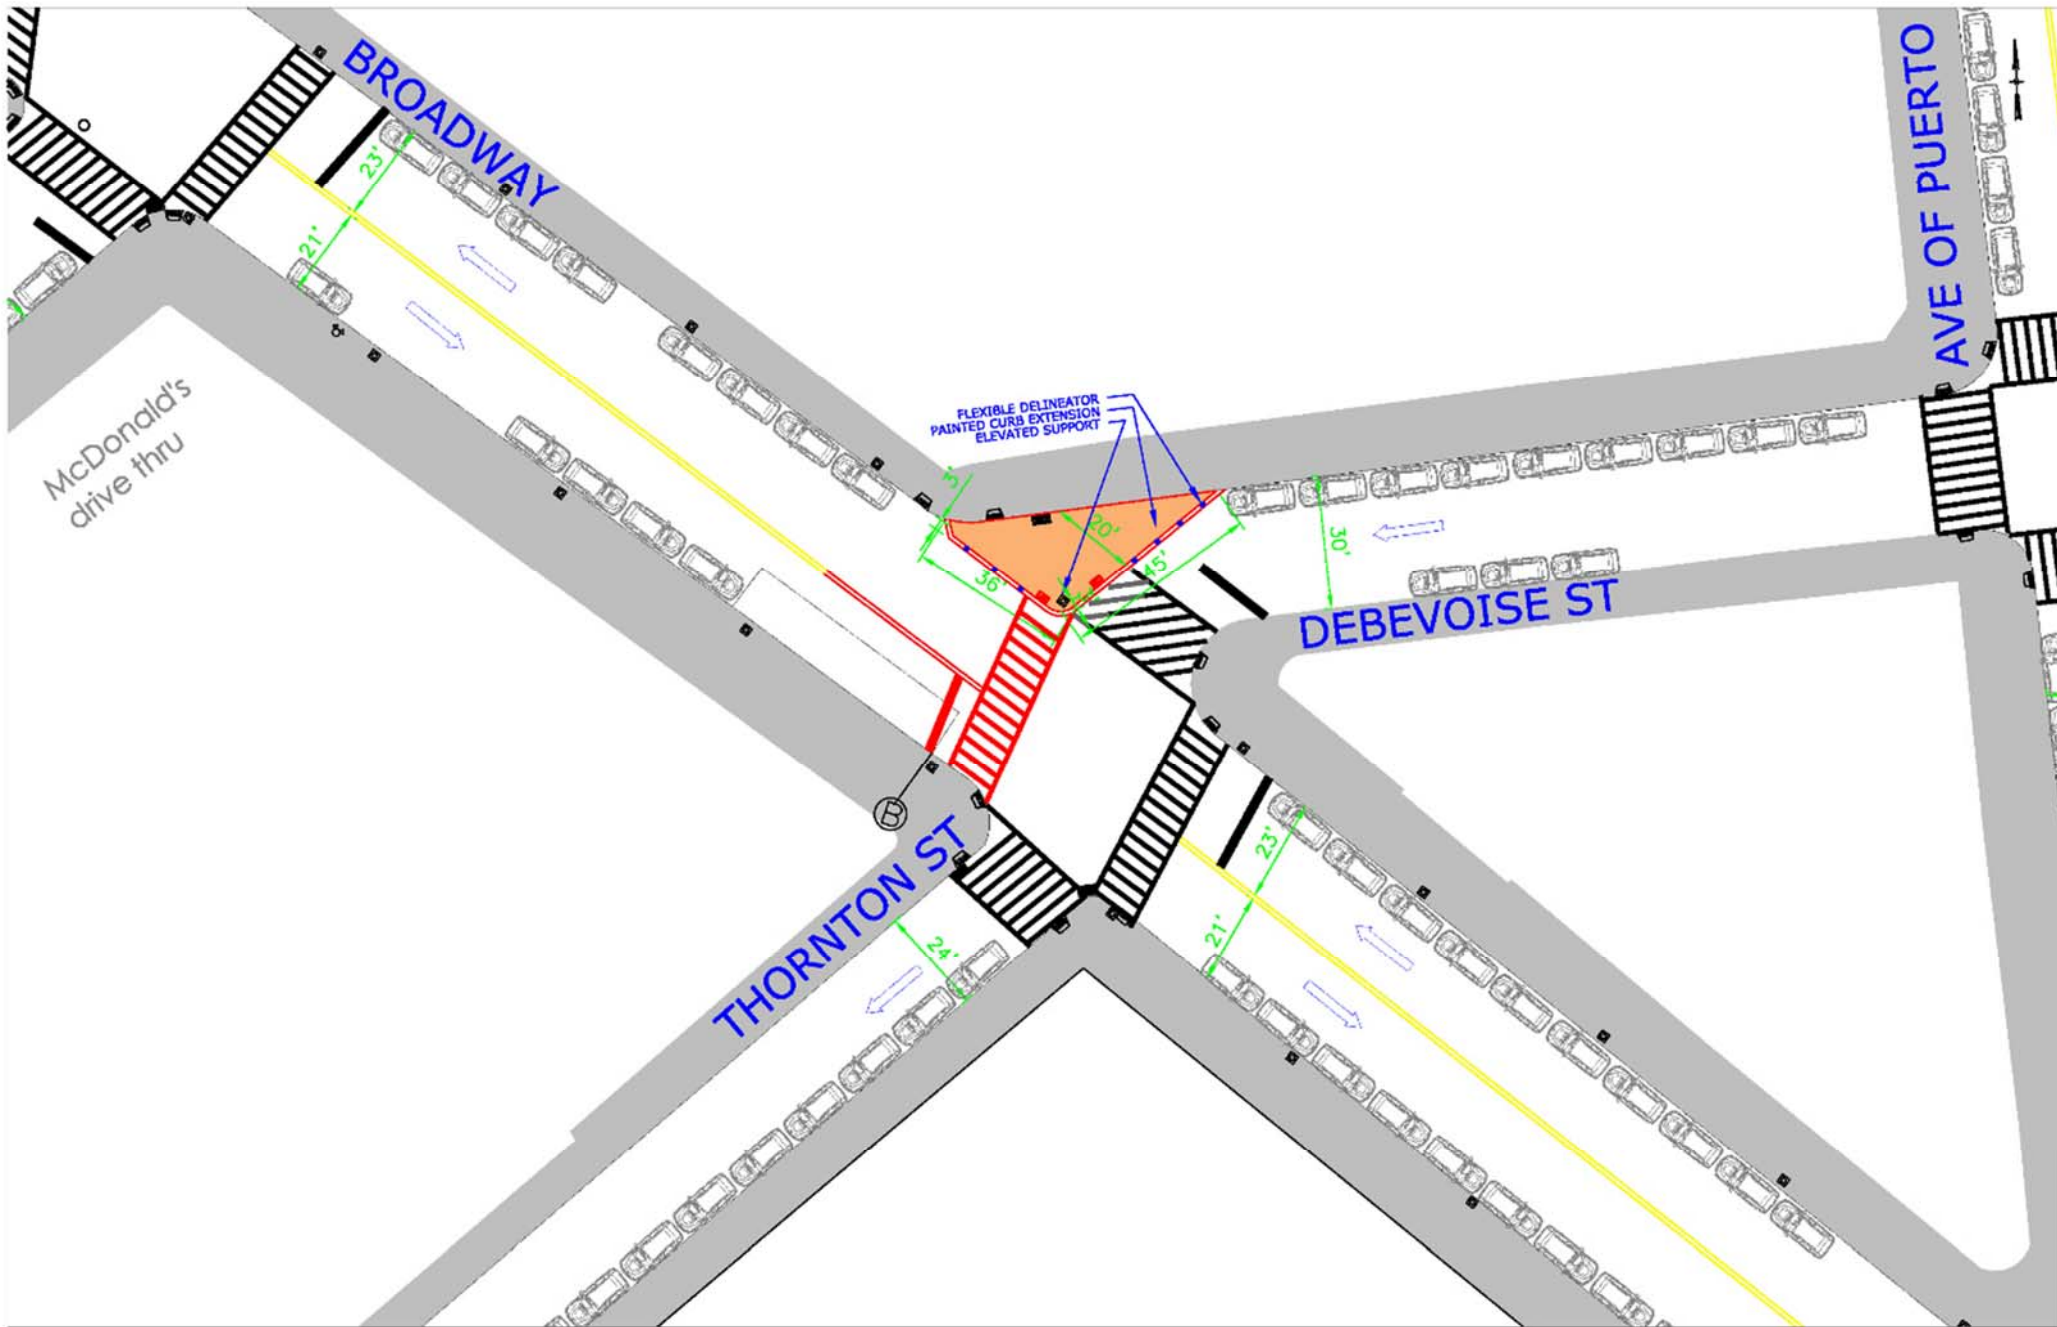 BROADWAY
AVE OF PUERTO
23'
21'
McDonald's
drive thru
FLEXIBLE DELINEATOR
PAINTED CURB EXTENSION
ELEVATED SUPPORT
3'
20'
45'
36'
30'
DEBEVOISE ST
B
THORNTON ST
23'
21'
24'